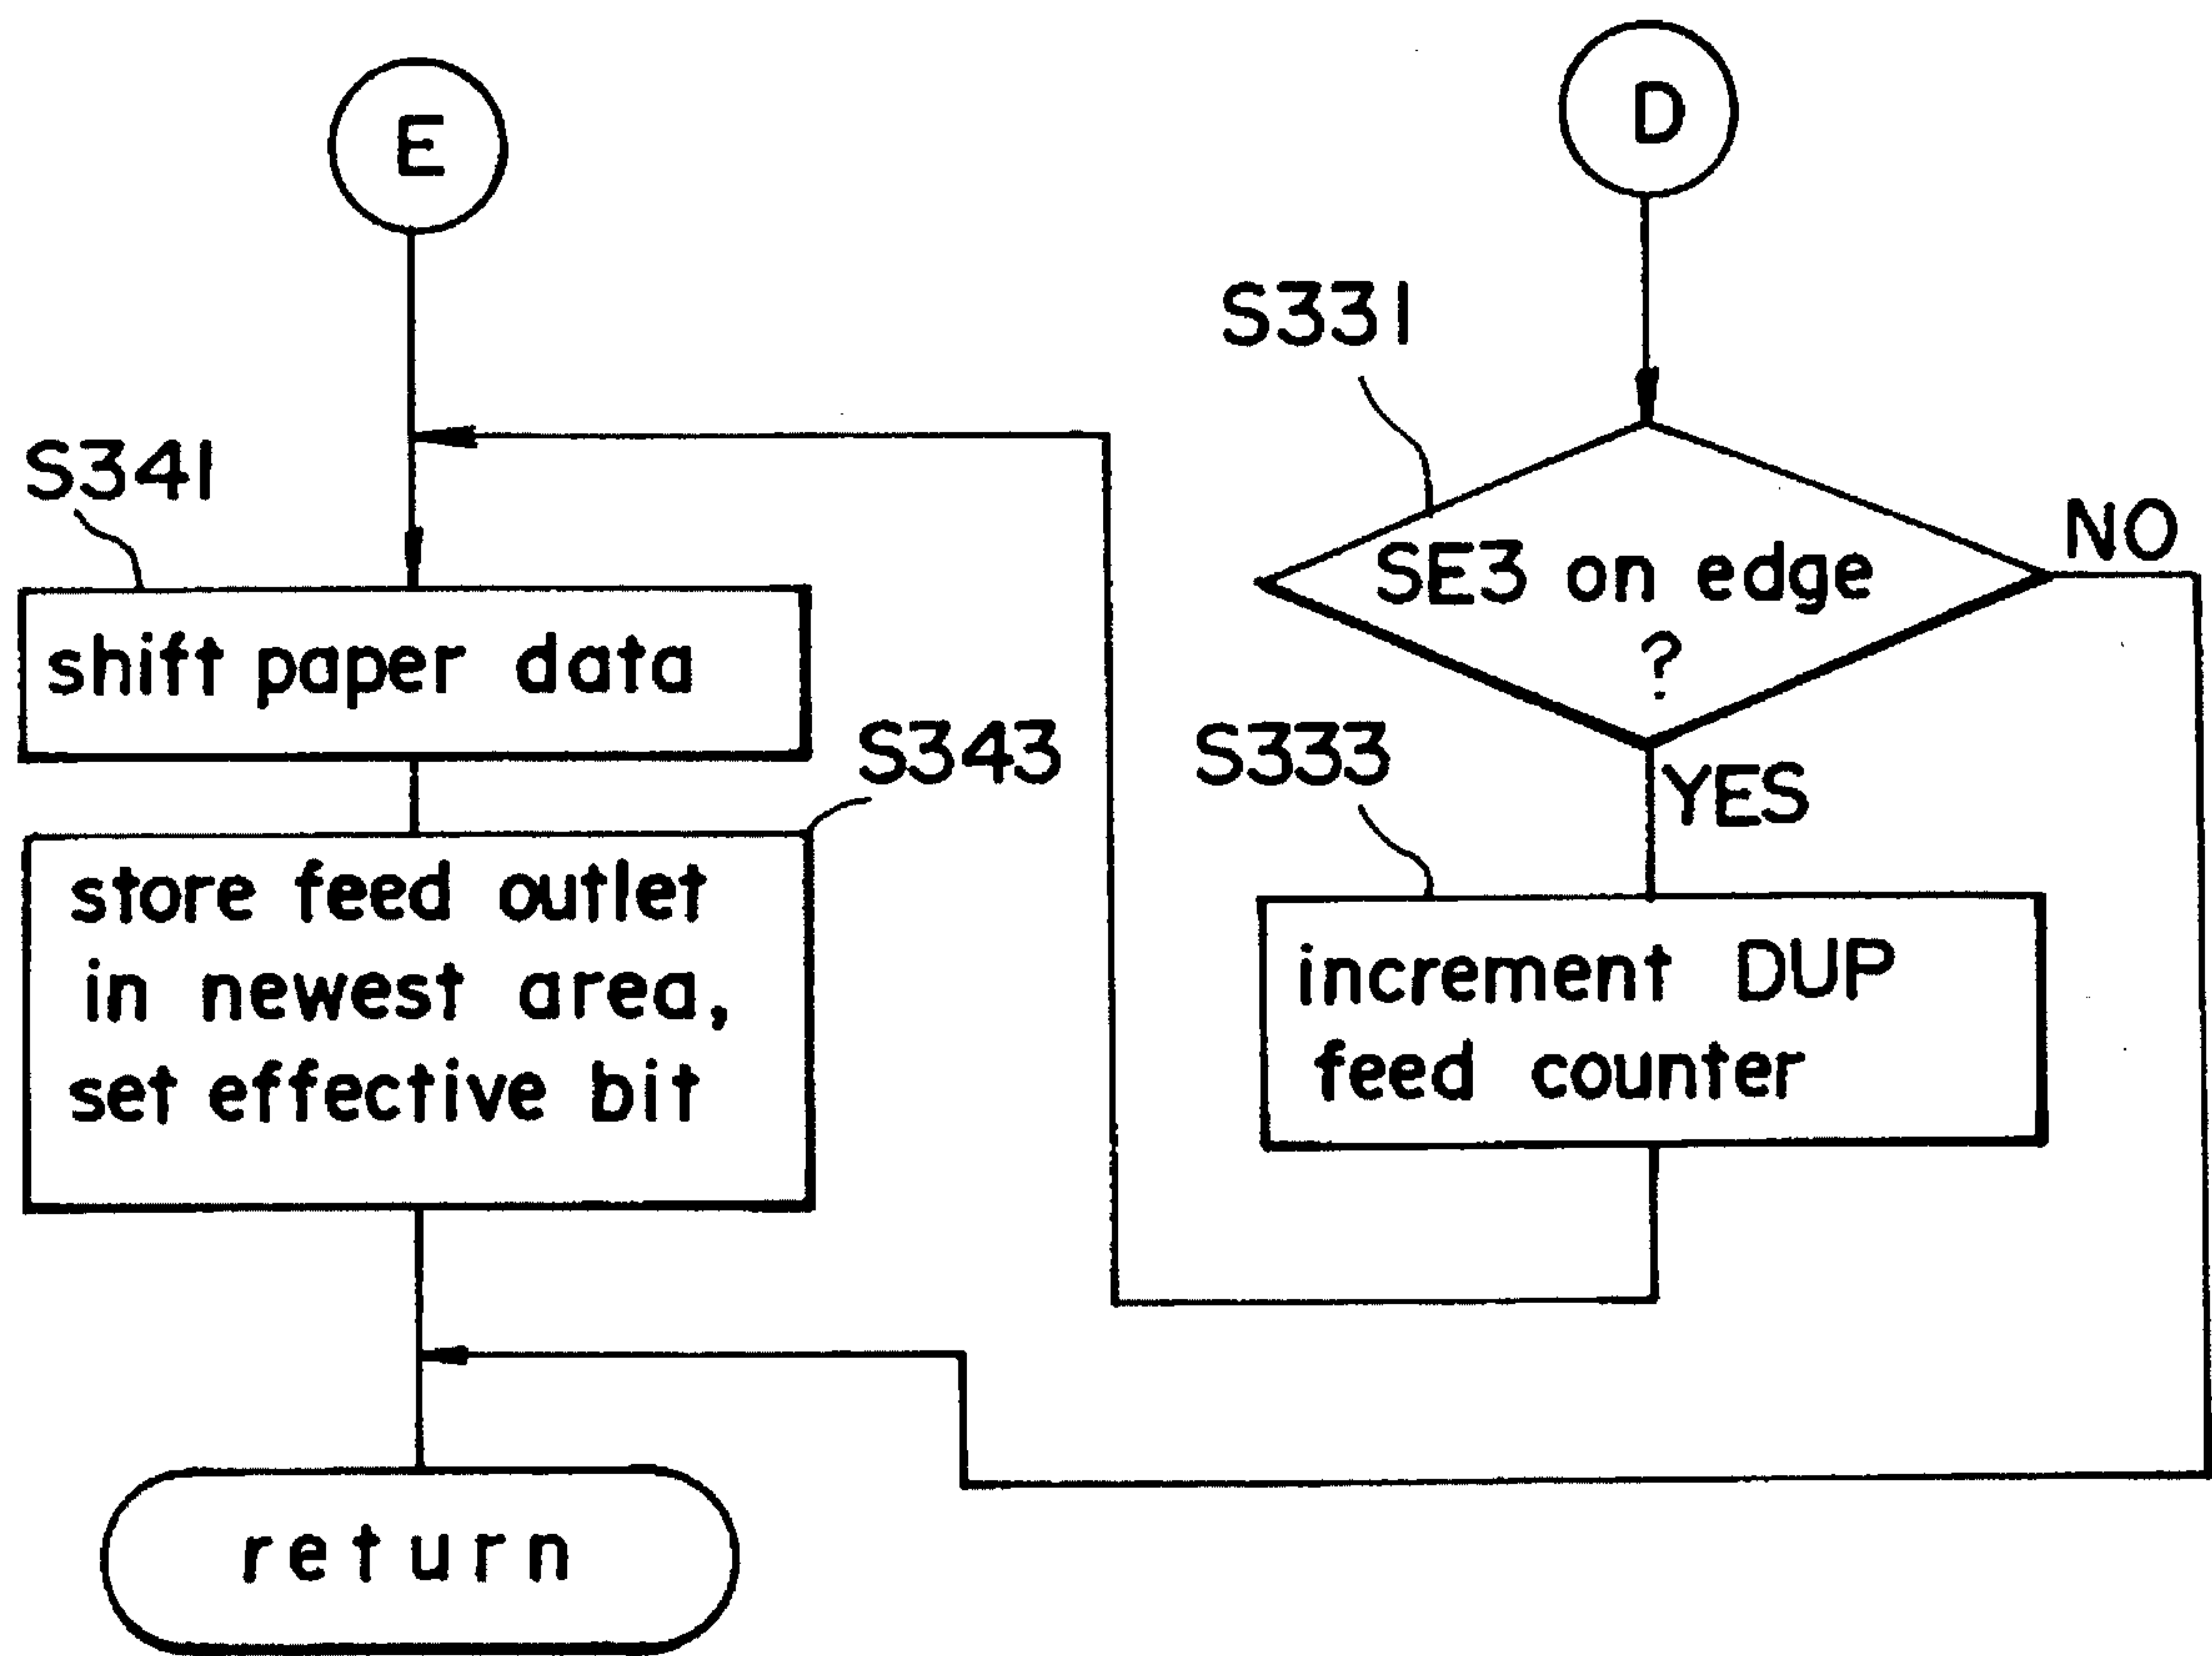 E
S341
shift paper data
S343
store feed outlet
in newest area,
set effective bit
return
D
S331
SE3 on edge
?
NO
YES
S333
increment DUP
feed counter